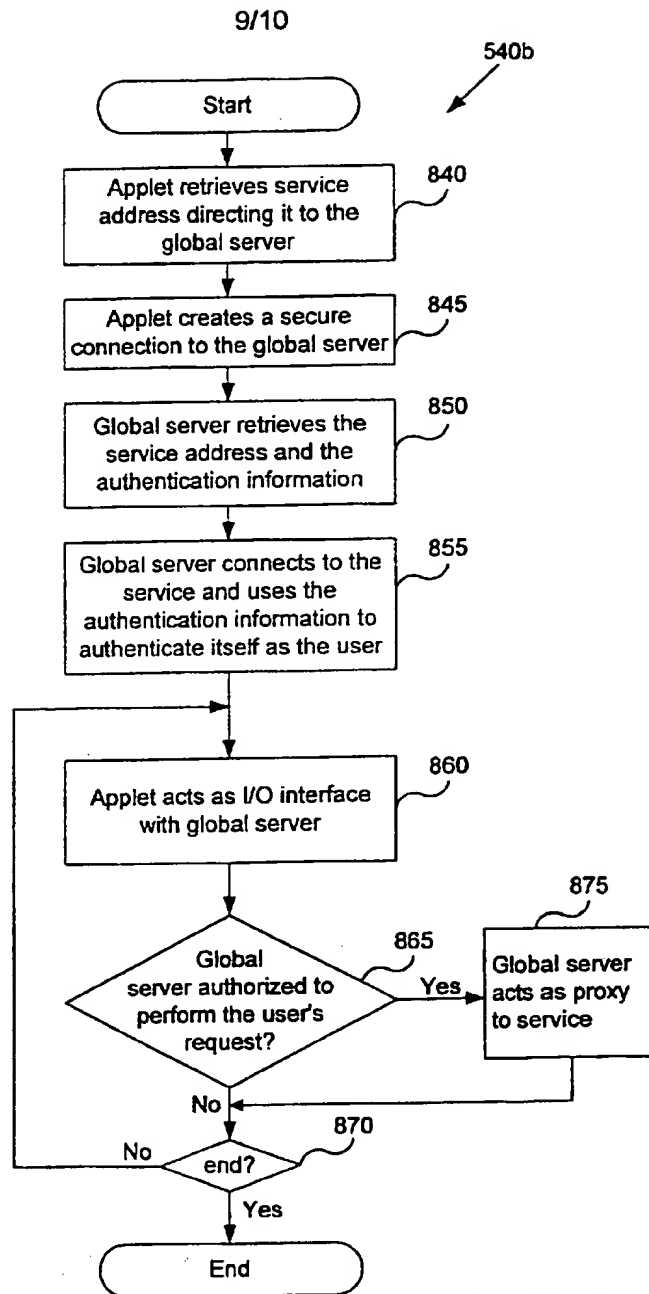 9/10
540b
Start
840
Applet retrieves service
address directing it to the
global server
845
Applet creates a secure
connection to the global server
850
Global server retrieves the
service address and the
authentication information
855
Global server connects to the
service and uses the
authentication information to
authenticate itself as the user
860
Applet acts as I/O interface
with global server
865
Global
server authorized to
perform the user's
request?
Yes
875
Global server
acts as proxy
to service
No
870
end?
No
Yes
End